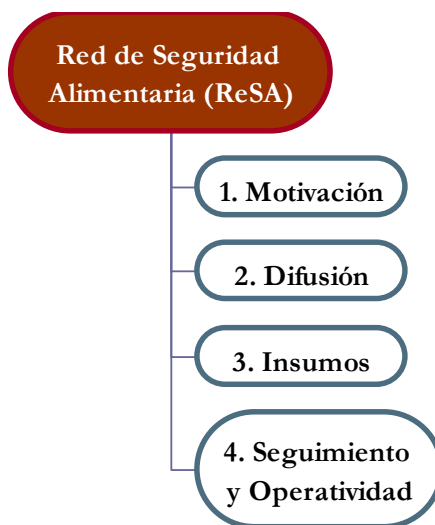 Red de Seguridad
Alimentaria (ReSA)
1. Motivación
2. Difusión
3. Insumos
4. Seguimiento
y Operatividad